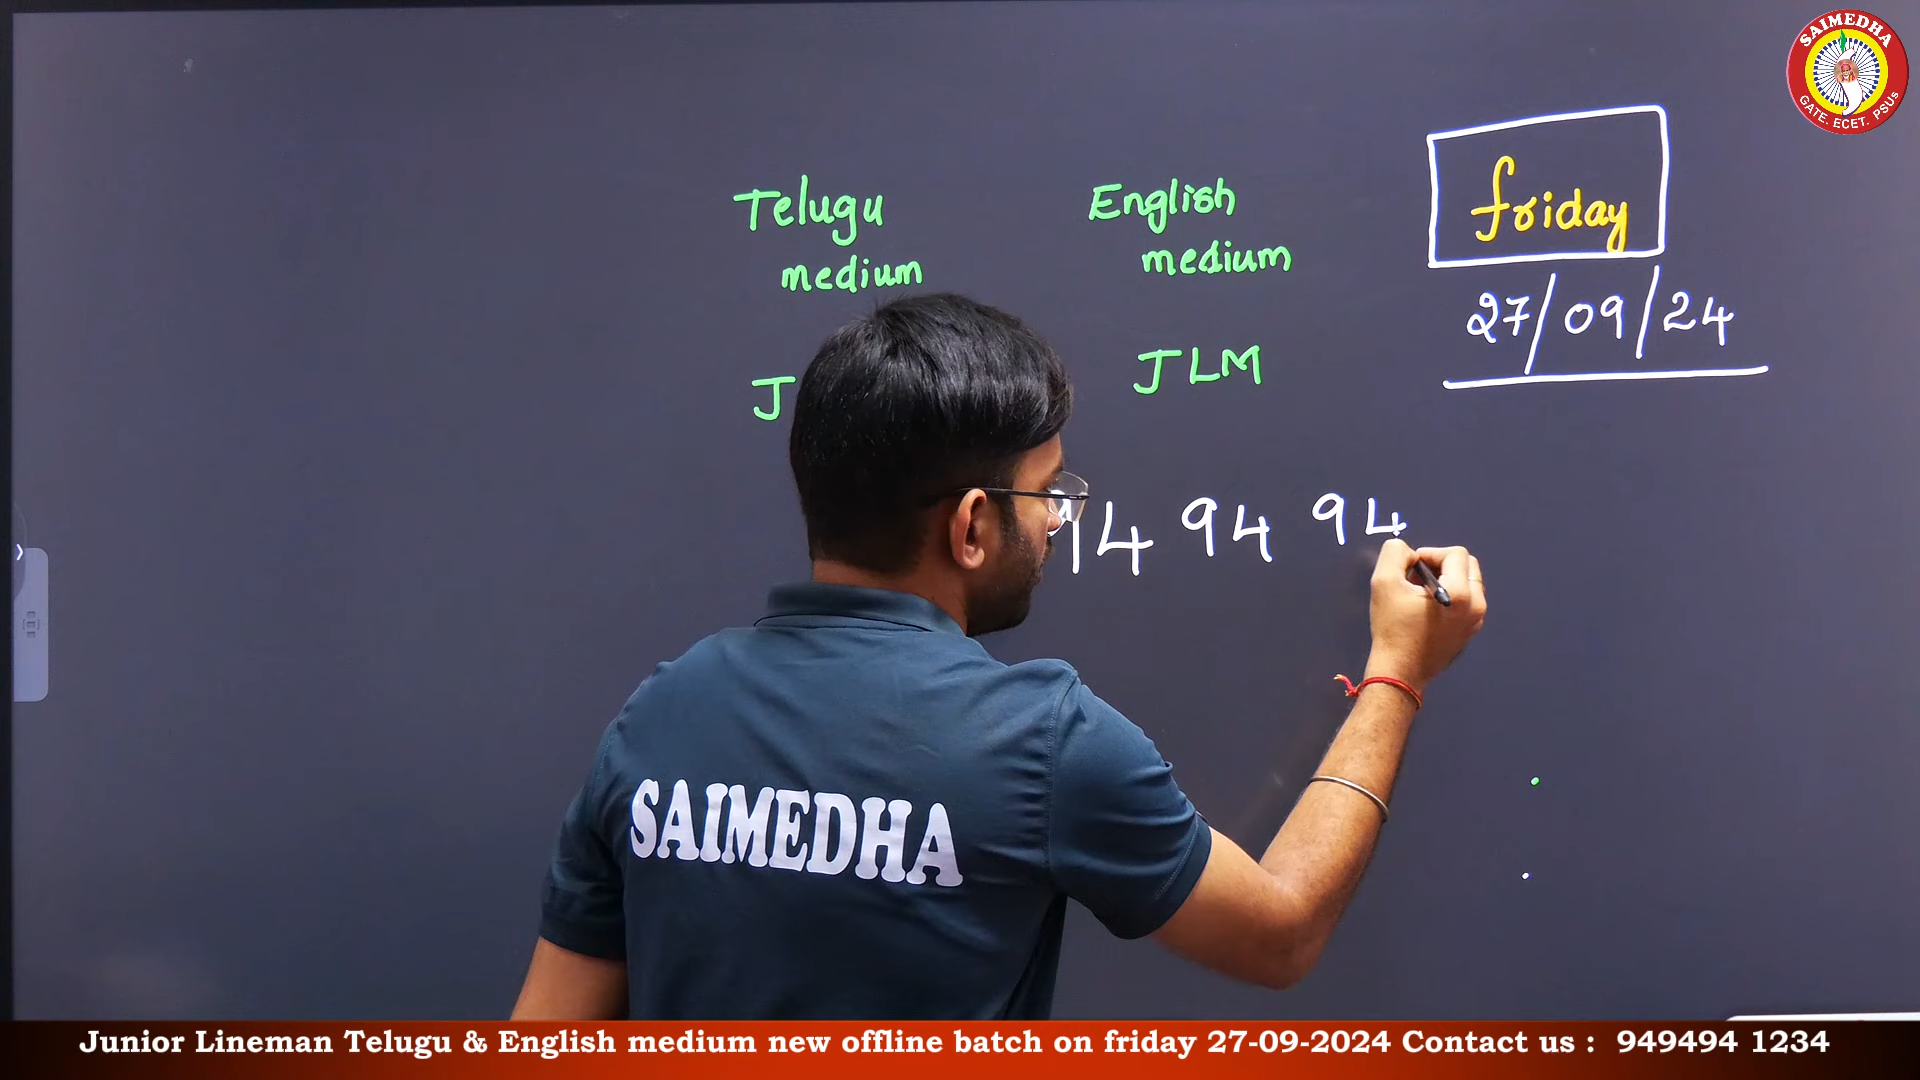 SAIMEDHA
GATE. ECET. PSUs
Telugu
medium
English
medium
friday
27/09/24
J
JLM
94 94 94
SAIMEDHA
Junior Lineman Telugu & English medium new offline batch on friday 27-09-2024 Contact us : 949494 1234